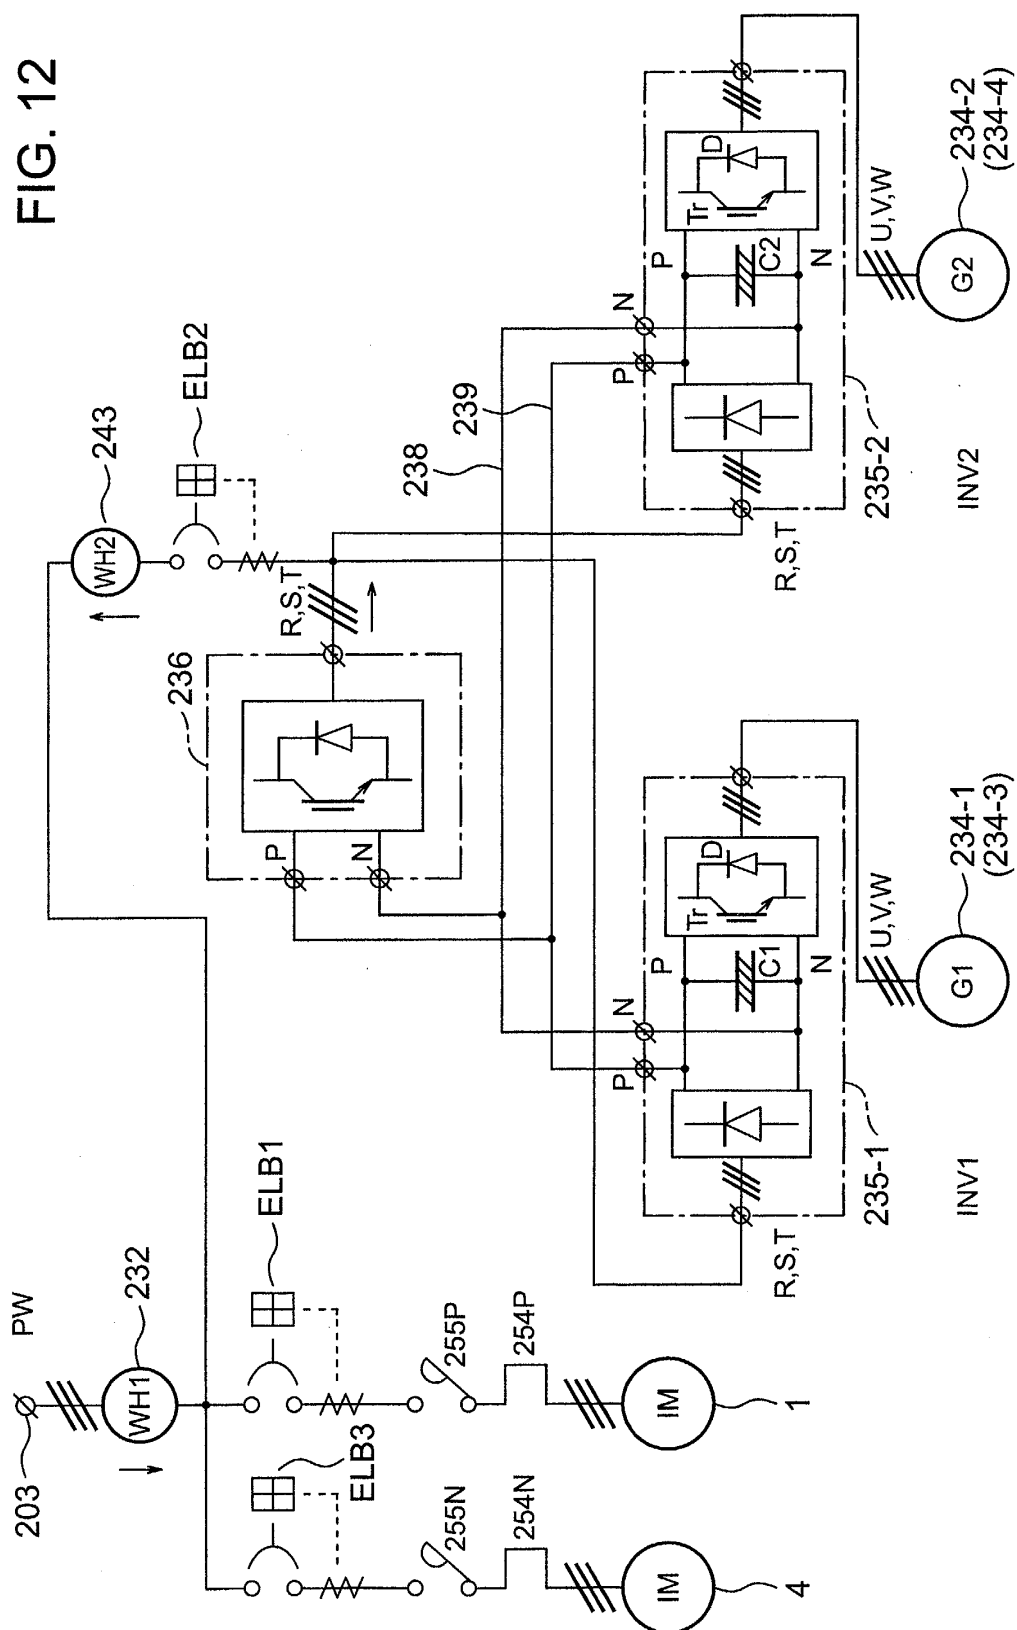 FIG. 12
203
PW
WH1
232
ELB1
ELB3
255P
254P
255N
254N
IM
1
IM
4
WH2
243
ELB2
236
R,S,T
P
N
238
239
P
N
P
N
Tr
D
C1
R,S,T
235-1
INV1
U,V,W
G1
234-1
(234-3)
P
N
P
N
Tr
D
C2
R,S,T
235-2
INV2
U,V,W
G2
234-2
(234-4)